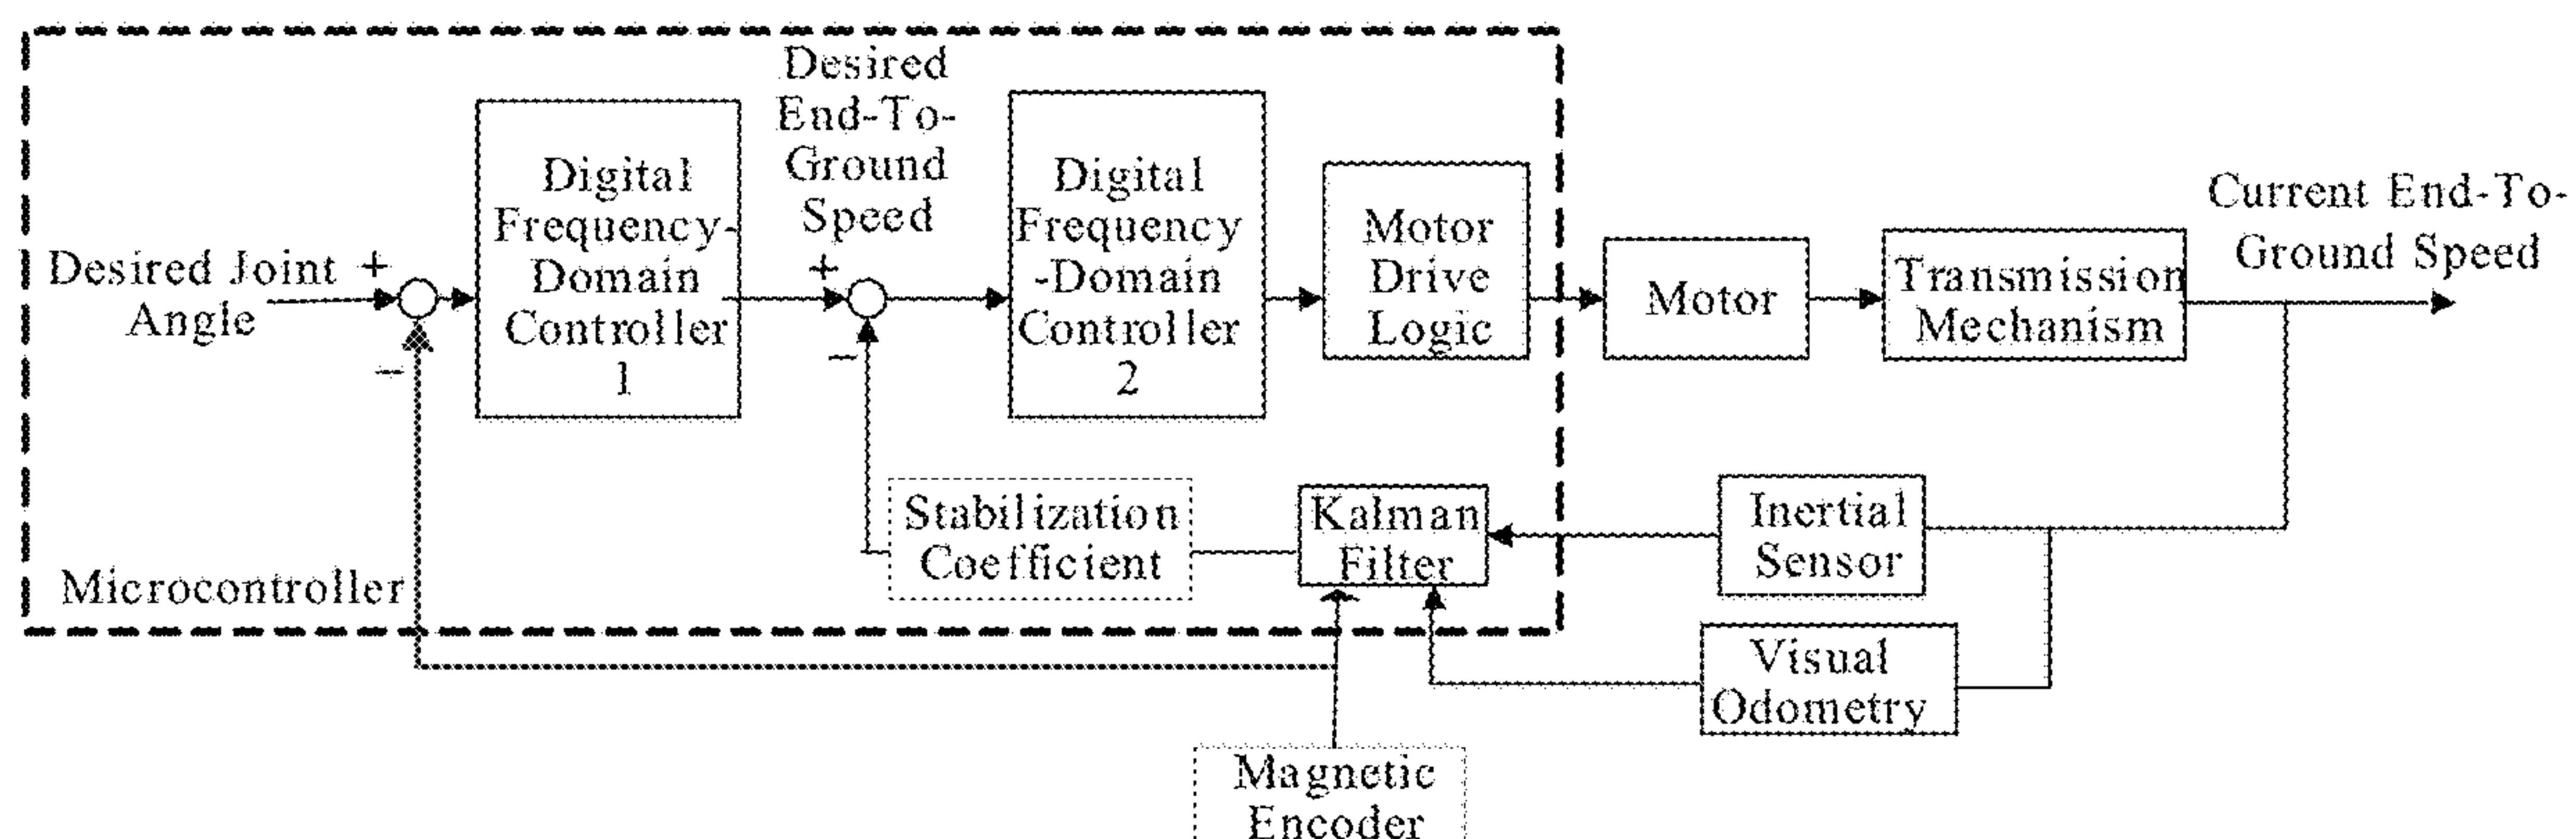 Desired Joint
Angle
+
−
Digital
Frequency-
Domain
Controller
1
Desired
End-To-
Ground
Speed
+
−
Digital
Frequency
-Domain
Controller
2
Motor
Drive
Logic
Motor
Transmission
Mechanism
Current End-To-
Ground Speed
Stabilization
Coefficient
Kalman
Filter
Inertial
Sensor
Microcontroller
Visual
Odometry
Magnetic
Encoder